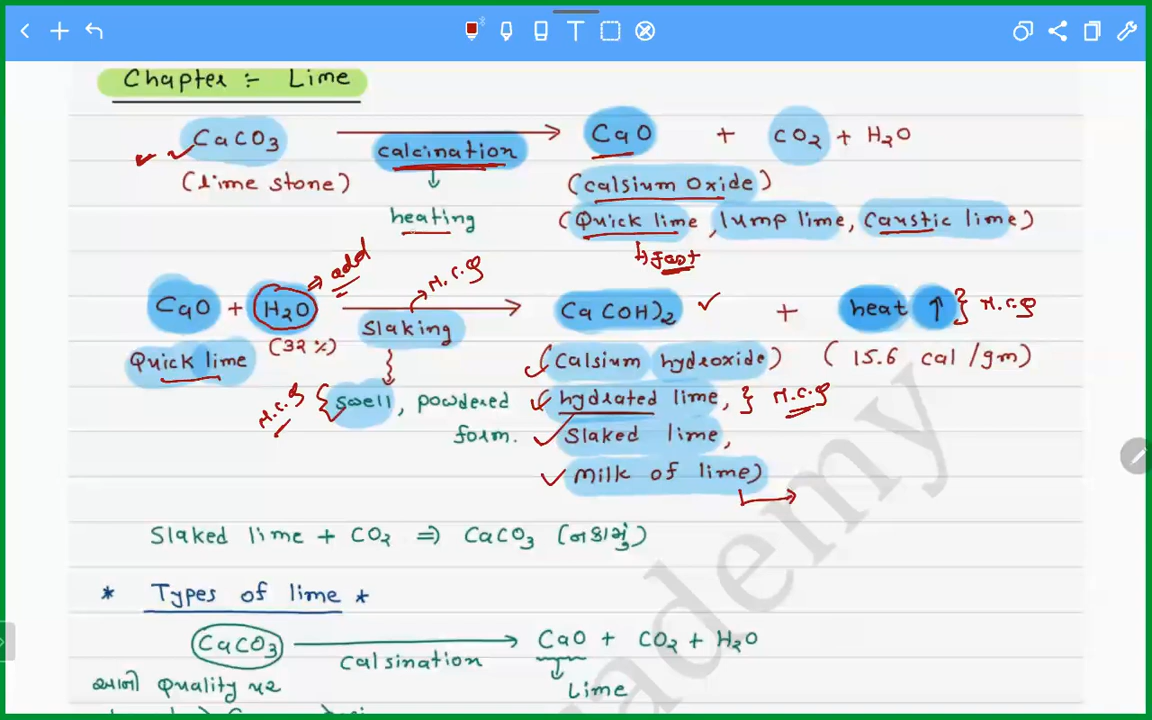 Chapter :- Lime
CaCO3 → CaO + CO2 + H2O
calcination
(lime stone) (calsium oxide)
heating (Quick lime, lump lime, caustic lime)
fast
add
M.C.Q
CaO + H2O → Ca(OH)2 ✓ + heat ↑ } M.C.Q
Slaking
(32 %)
Quick lime (calsium hydroxide) (15.6 cal/gm)
M.C.Q { swell, powdered hydrated lime, } M.C.Q
form. Slaked lime,
Milk of lime)
Slaked lime + CO2 ⇒ CaCO3 (નકામું)
* Types of lime *
CaCO3 → CaO + CO2 + H2O
calsination
આની quality પર Lime
ademy